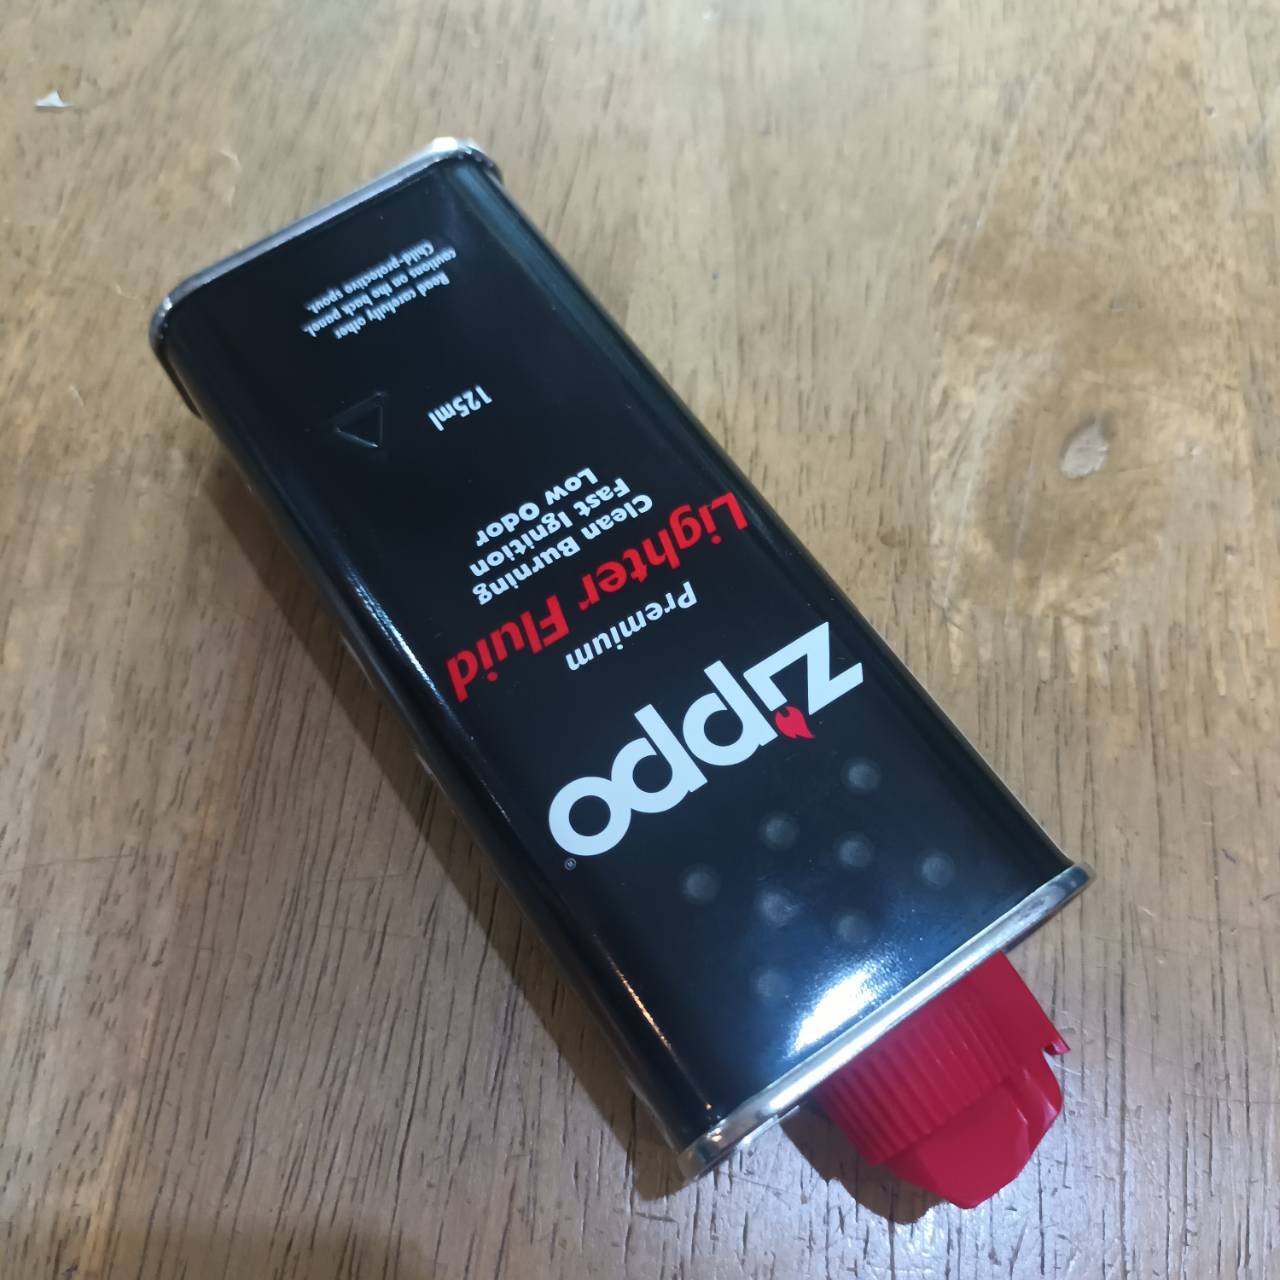 zippo®
Premium
Lighter Fluid
Clean Burning
Fast Ignition
Low Odor
125ml
Read carefully other
cautions on the back panel.
Child-protective spout.